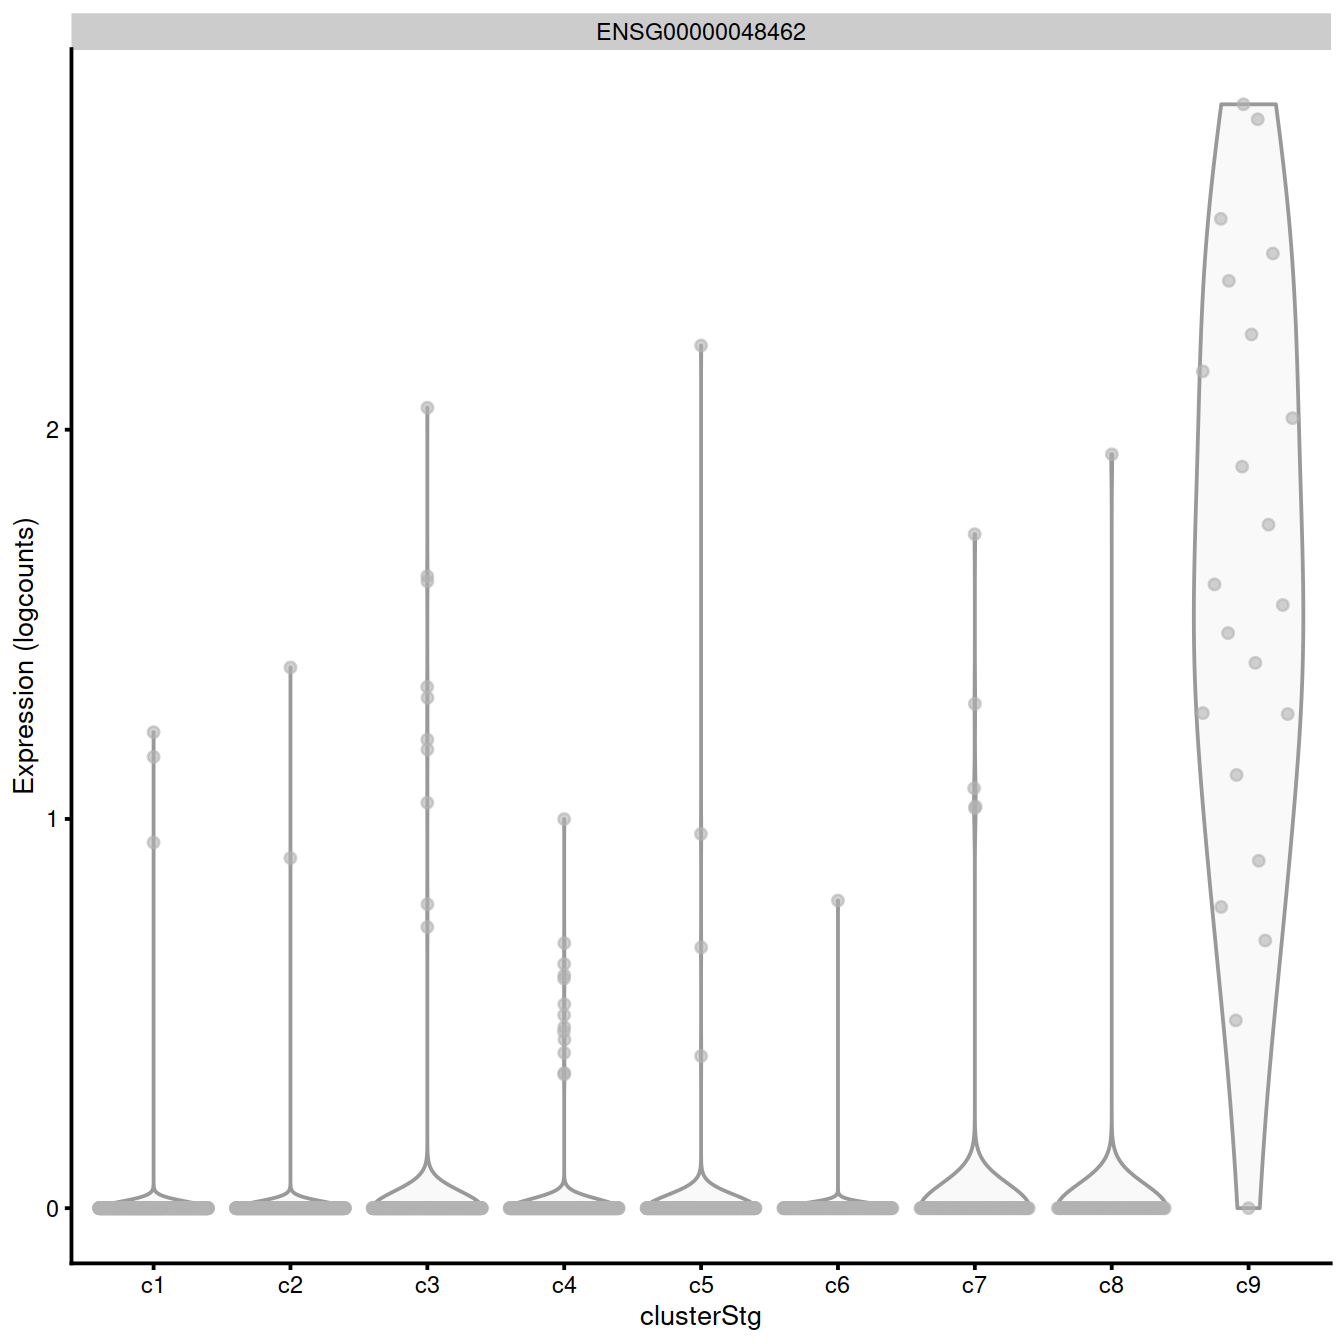 ENSG00000048462
Expression (logcounts)
2
1
0
c1 c2 c3 c4 c5 c6 c7 c8 c9
clusterStg